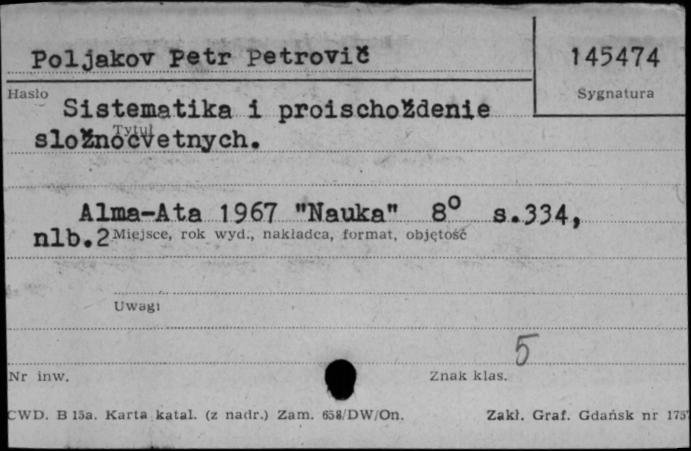 Poljakov Petr Petrovič 145474
Hasło Sygnatura
Sistematika i proischoždenie
Tytuł
složnocvetnych.
Alma-Ata 1967 "Nauka" 8° s.334,
nlb.2 Miejsce, rok wyd., nakładca, format, objętość
Uwagi
5
Nr inw. Znak klas.
CWD. B 15a. Karta katal. (z nadr.) Zam. 658/DW/On. Zakł. Graf. Gdańsk nr 1757